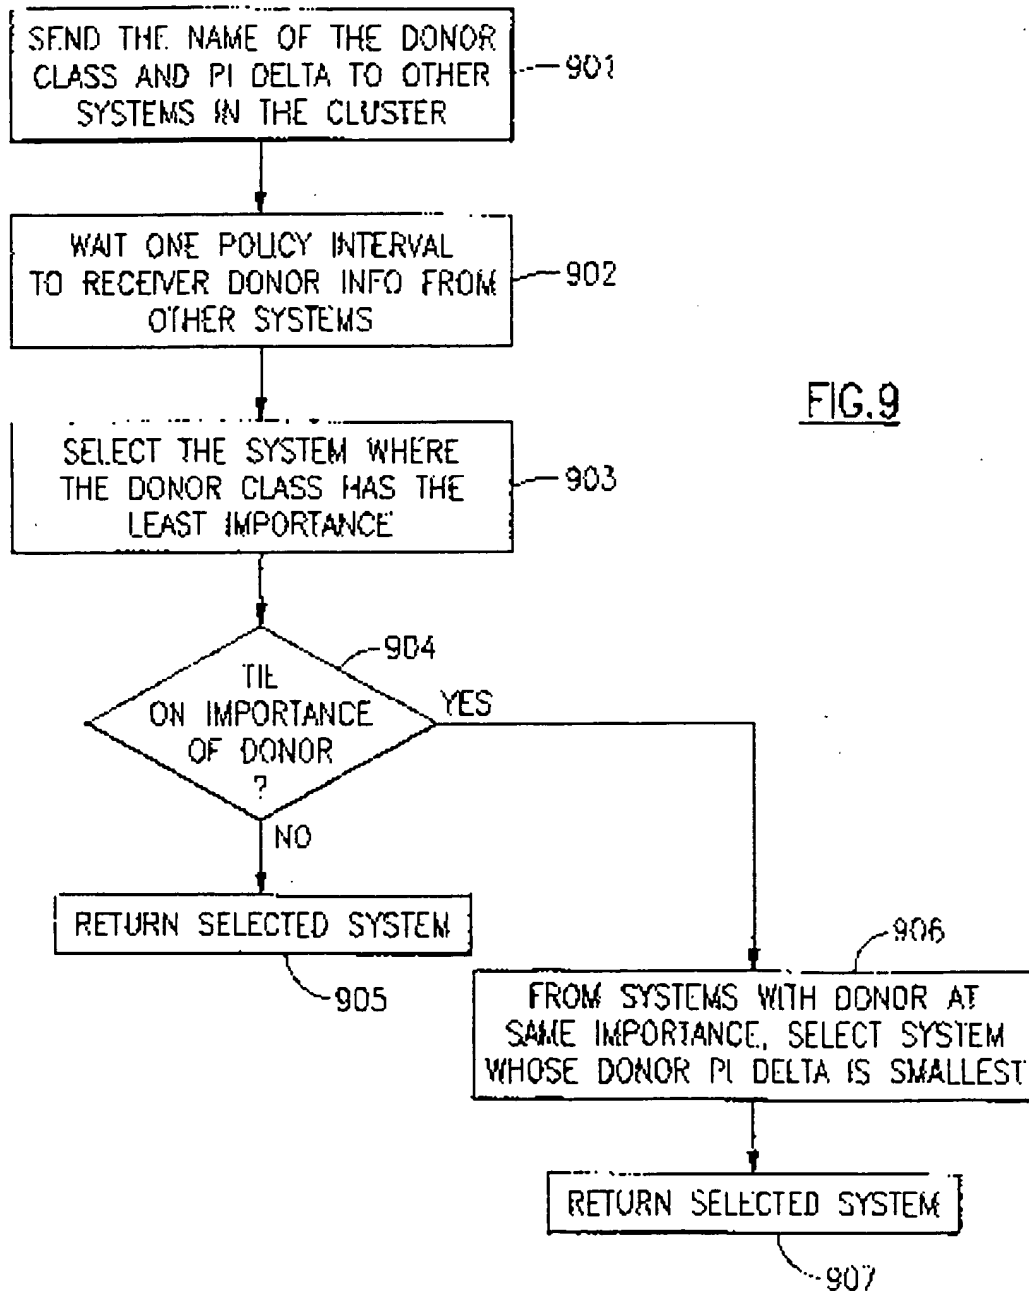 SEND THE NAME OF THE DONOR
CLASS AND PI DELTA TO OTHER
SYSTEMS IN THE CLUSTER
901
WAIT ONE POLICY INTERVAL
TO RECEIVER DONOR INFO FROM
OTHER SYSTEMS
902
FIG.9
SELECT THE SYSTEM WHERE
THE DONOR CLASS HAS THE
LEAST IMPORTANCE
903
904
TIE
ON IMPORTANCE
OF DONOR
?
YES
NO
RETURN SELECTED SYSTEM
905
906
FROM SYSTEMS WITH DONOR AT
SAME IMPORTANCE, SELECT SYSTEM
WHOSE DONOR PI DELTA IS SMALLEST
RETURN SELECTED SYSTEM
907